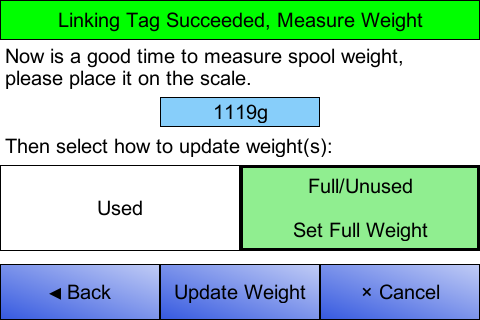 Linking Tag Succeeded, Measure Weight
Now is a good time to measure spool weight,
please place it on the scale.
1119g
Then select how to update weight(s):
Used
Full/Unused
Set Full Weight
◀ Back
Update Weight
× Cancel